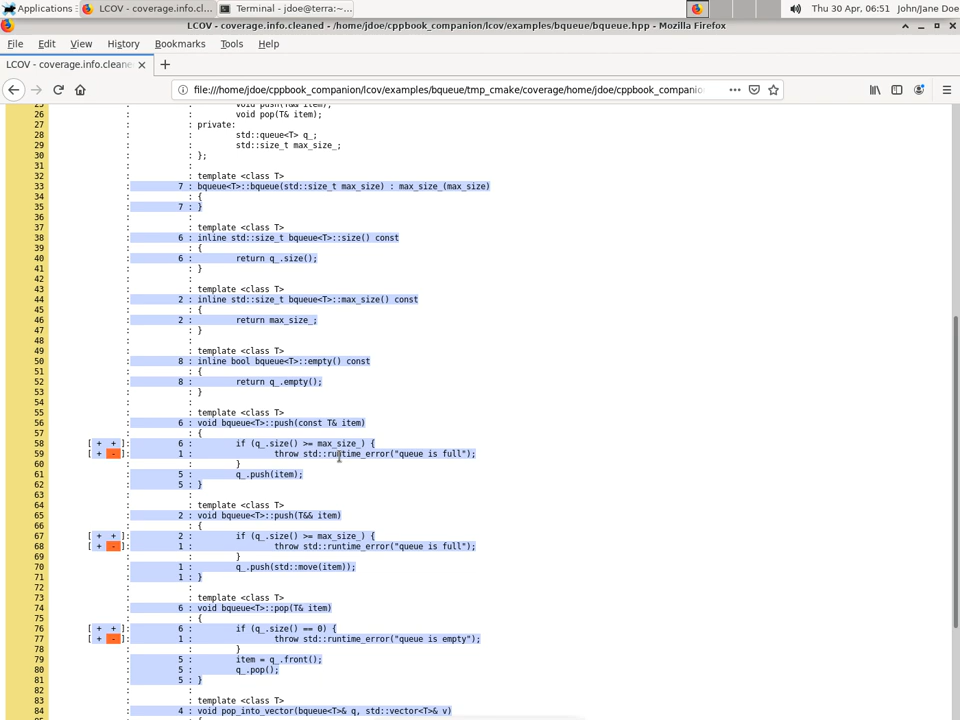 Applications
LCOV - coverage.info.cl...
Terminal - jdoe@terra:~...
Thu 30 Apr, 06:51 John/Jane Doe
LCOV - coverage.info.cleaned - /home/jdoe/cppbook_companion/lcov/examples/bqueue/bqueue.hpp - Mozilla Firefox
File Edit View History Bookmarks Tools Help
LCOV - coverage.info.cleaned
file:///home/jdoe/cppbook_companion/lcov/examples/bqueue/tmp_cmake/coverage/home/jdoe/cppbook_companio
25 : void push(T&& item);
26 : void pop(T& item);
27 : : private:
28 : : std::queue<T> q_;
29 : : std::size_t max_size_;
30 : : };
31 : :
32 : : template <class T>
33 : 7 : bqueue<T>::bqueue(std::size_t max_size) : max_size_(max_size)
34 : : {
35 : 7 : }
36 : :
37 : : template <class T>
38 : 6 : inline std::size_t bqueue<T>::size() const
39 : : {
40 : 6 : return q_.size();
41 : : }
42 : :
43 : : template <class T>
44 : 2 : inline std::size_t bqueue<T>::max_size() const
45 : : {
46 : 2 : return max_size_;
47 : : }
48 : :
49 : : template <class T>
50 : 8 : inline bool bqueue<T>::empty() const
51 : : {
52 : 8 : return q_.empty();
53 : : }
54 : :
55 : : template <class T>
56 : 6 : void bqueue<T>::push(const T& item)
57 : : {
58 [ + + ]: 6 : if (q_.size() >= max_size_) {
59 [ + - ]: 1 : throw std::runtime_error("queue is full");
60 : : }
61 : 5 : q_.push(item);
62 : 5 : }
63 : :
64 : : template <class T>
65 : 2 : void bqueue<T>::push(T&& item)
66 : : {
67 [ + + ]: 2 : if (q_.size() >= max_size_) {
68 [ + - ]: 1 : throw std::runtime_error("queue is full");
69 : : }
70 : 1 : q_.push(std::move(item));
71 : 1 : }
72 : :
73 : : template <class T>
74 : 6 : void bqueue<T>::pop(T& item)
75 : : {
76 [ + + ]: 6 : if (q_.size() == 0) {
77 [ + - ]: 1 : throw std::runtime_error("queue is empty");
78 : : }
79 : 5 : item = q_.front();
80 : 5 : q_.pop();
81 : 5 : }
82 : :
83 : : template <class T>
84 : 4 : void pop_into_vector(bqueue<T>& q, std::vector<T>& v)
85 : : {